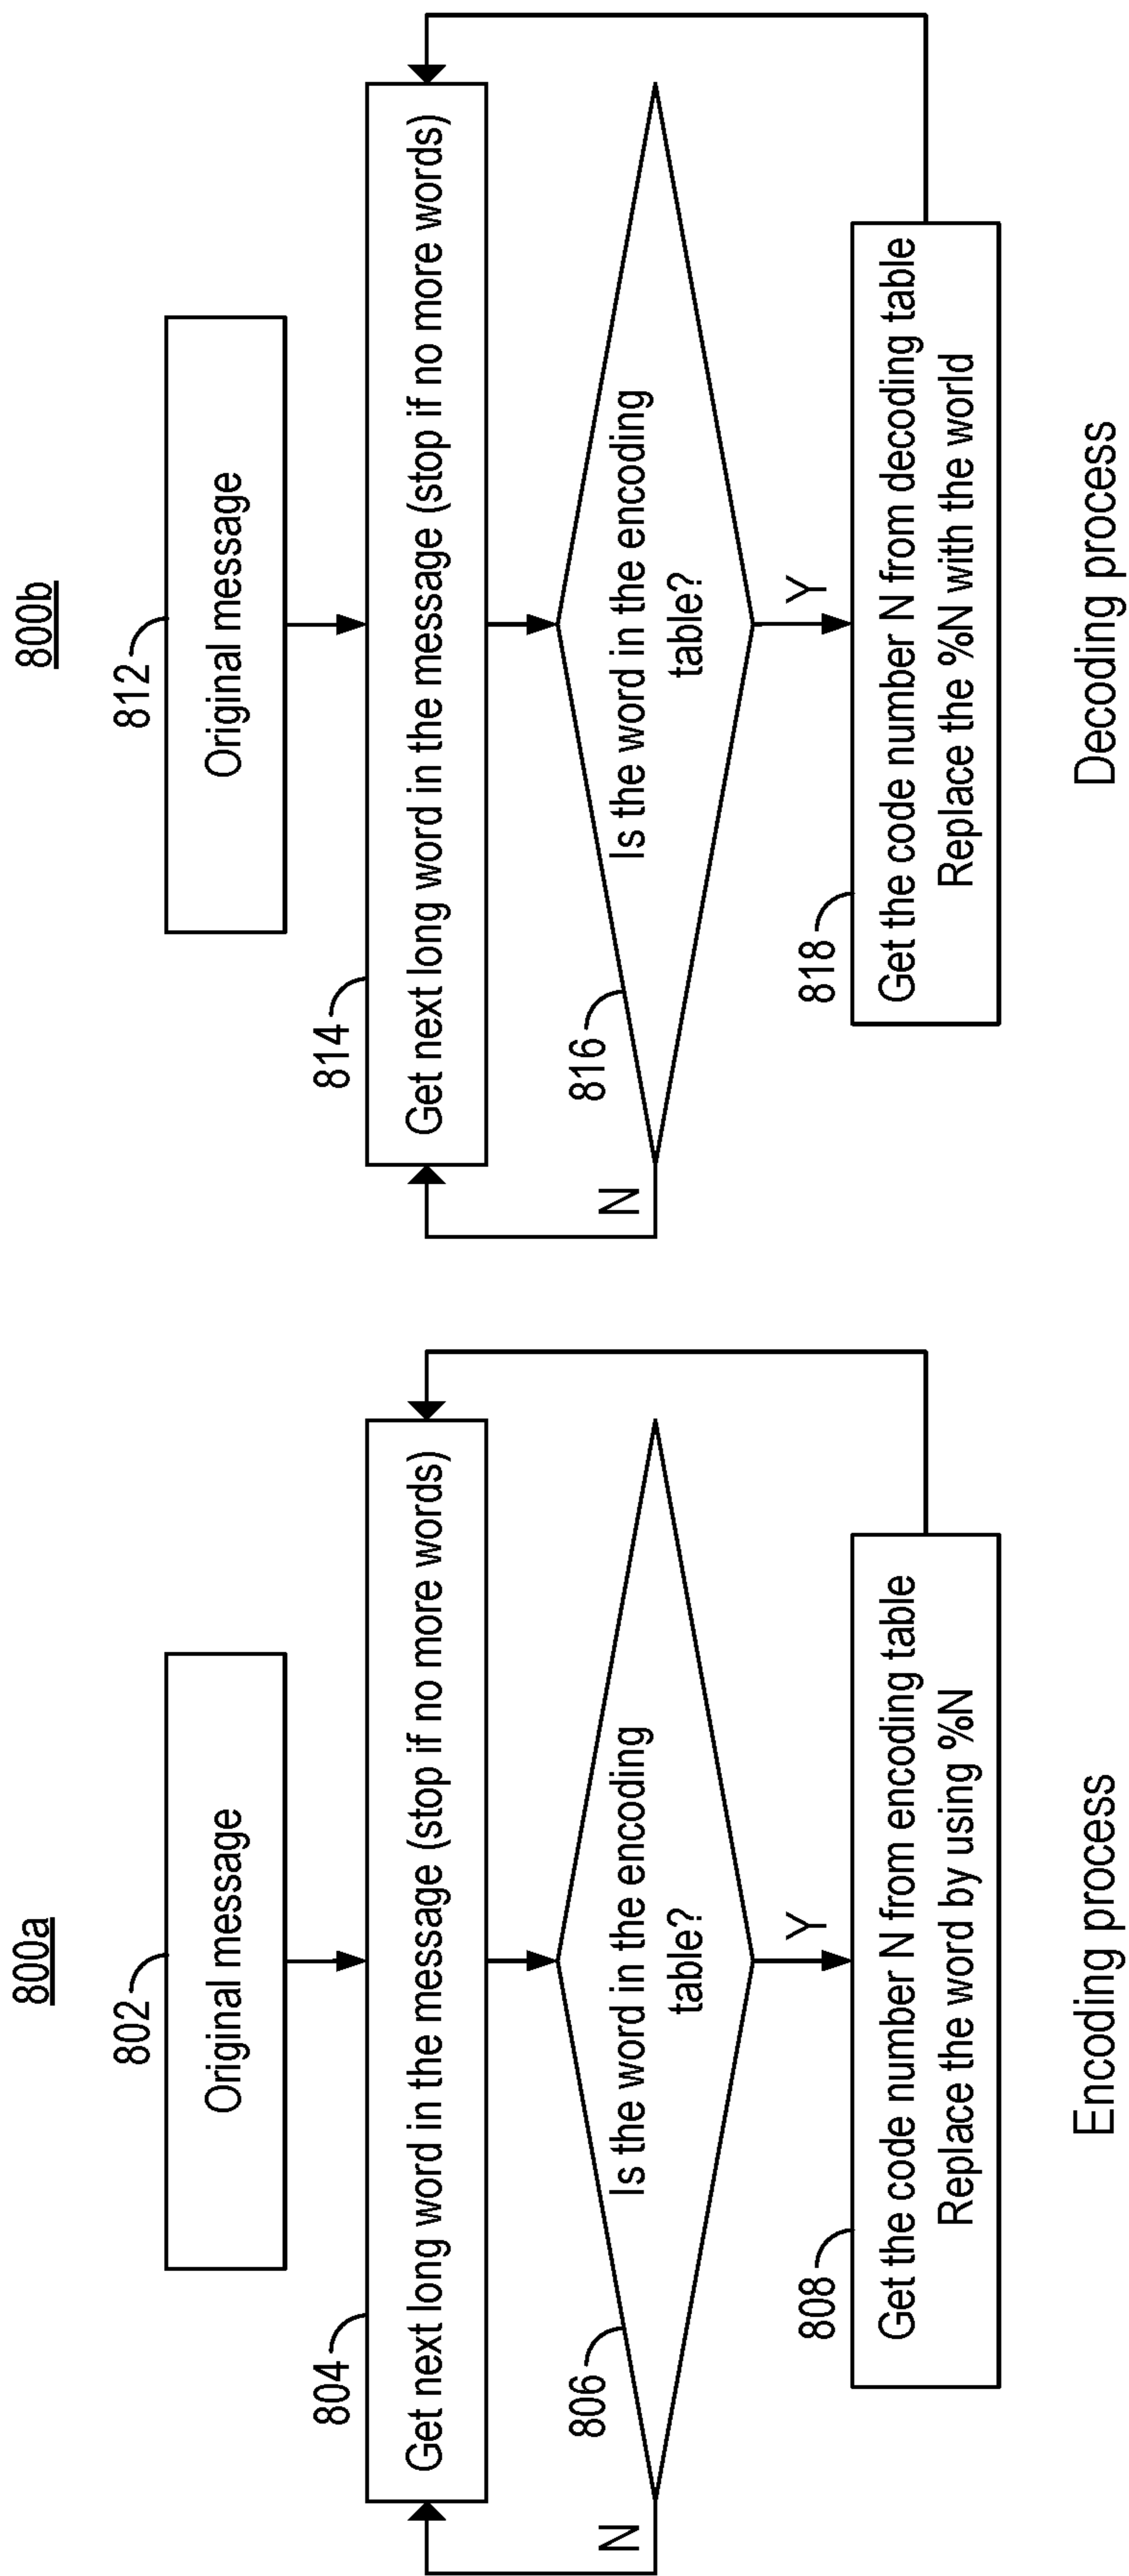 800a
802
Original message
804
Get next long word in the message (stop if no more words)
806
Is the word in the encoding
table?
N
Y
808
Get the code number N from encoding table
Replace the word by using %N
Encoding process
800b
812
Original message
814
Get next long word in the message (stop if no more words)
816
Is the word in the encoding
table?
N
Y
818
Get the code number N from decoding table
Replace the %N with the world
Decoding process